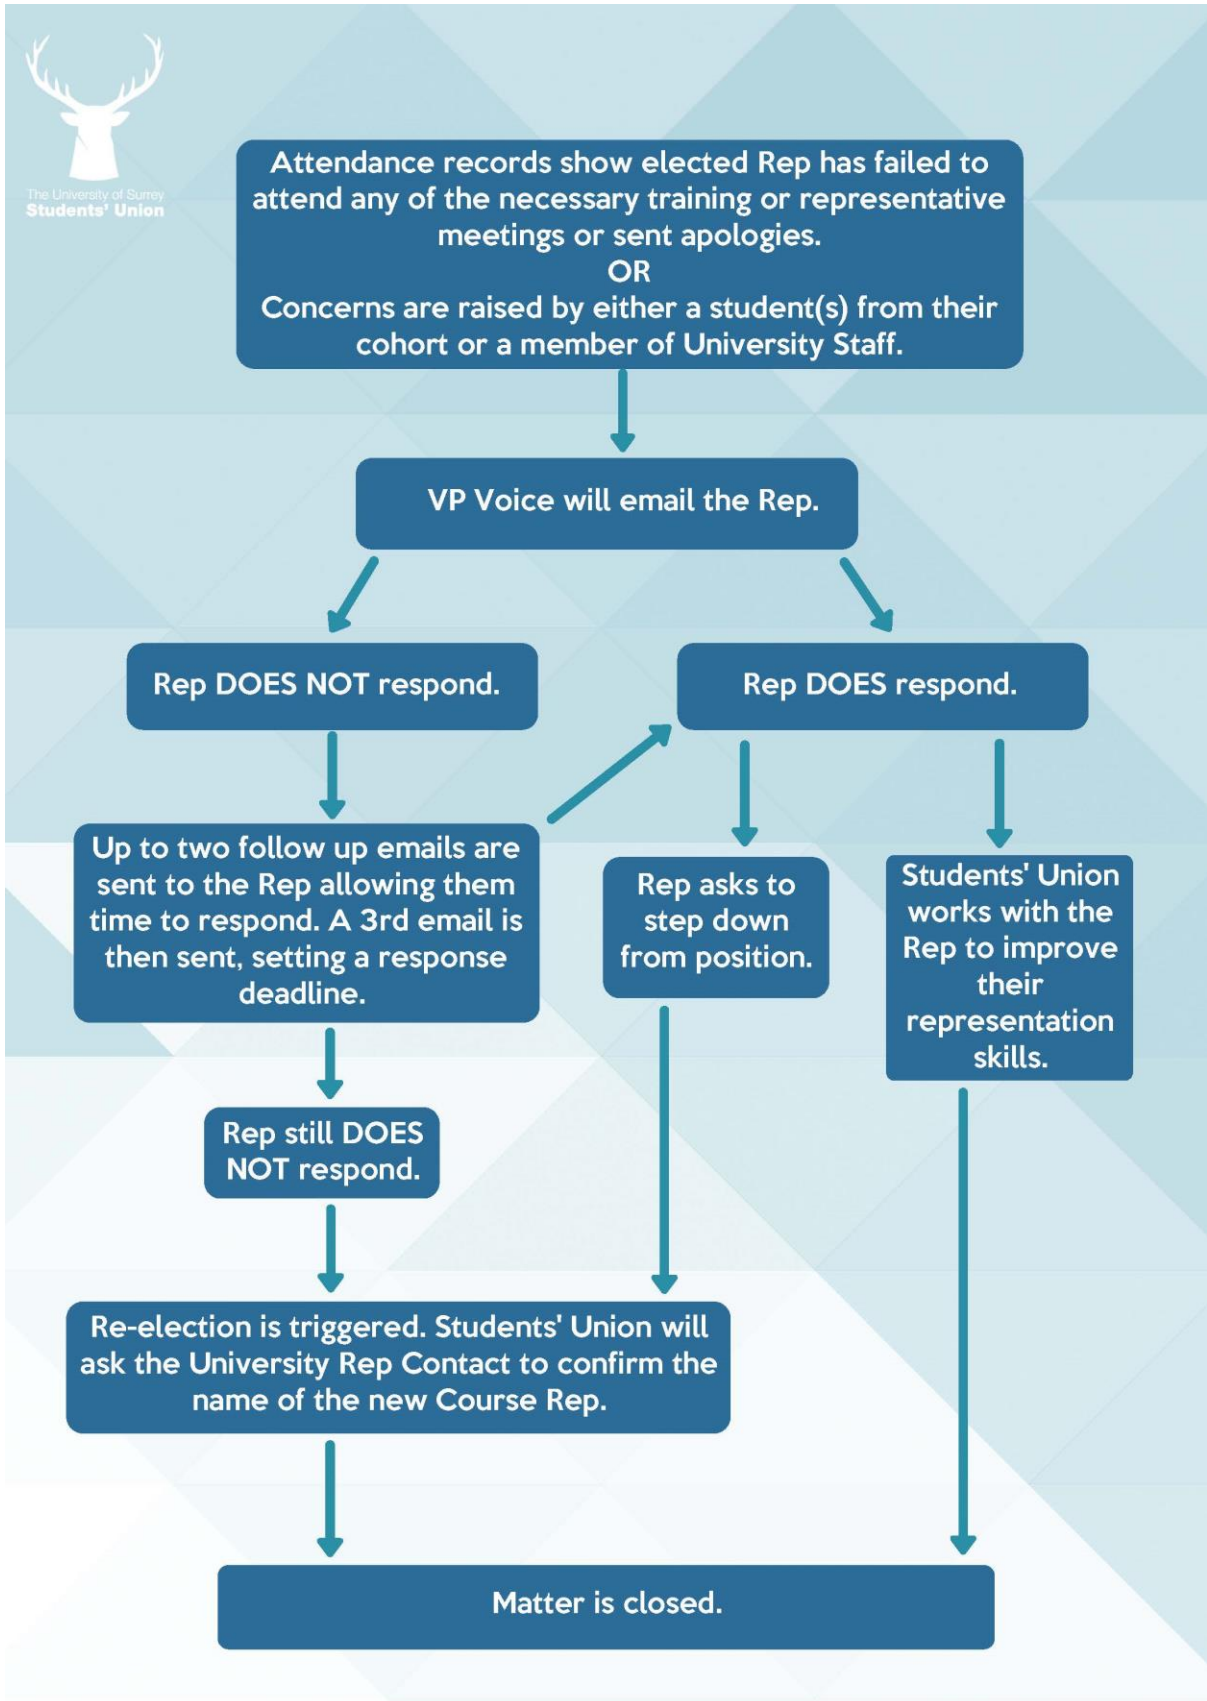 The University of Surrey
Students' Union
Attendance records show elected Rep has failed to
attend any of the necessary training or representative
meetings or sent apologies.
OR
Concerns are raised by either a student(s) from their
cohort or a member of University Staff.
VP Voice will email the Rep.
Rep DOES NOT respond.
Rep DOES respond.
Up to two follow up emails are
sent to the Rep allowing them
time to respond. A 3rd email is
then sent, setting a response
deadline.
Rep asks to
step down
from position.
Students' Union
works with the
Rep to improve
their
representation
skills.
Rep still DOES
NOT respond.
Re-election is triggered. Students' Union will
ask the University Rep Contact to confirm the
name of the new Course Rep.
Matter is closed.